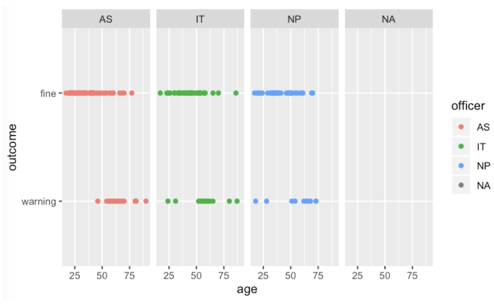 AS IT NP NA
fine
warning
outcome
25 50 75 25 50 75 25 50 75 25 50 75
age
officer
AS
IT
NP
NA